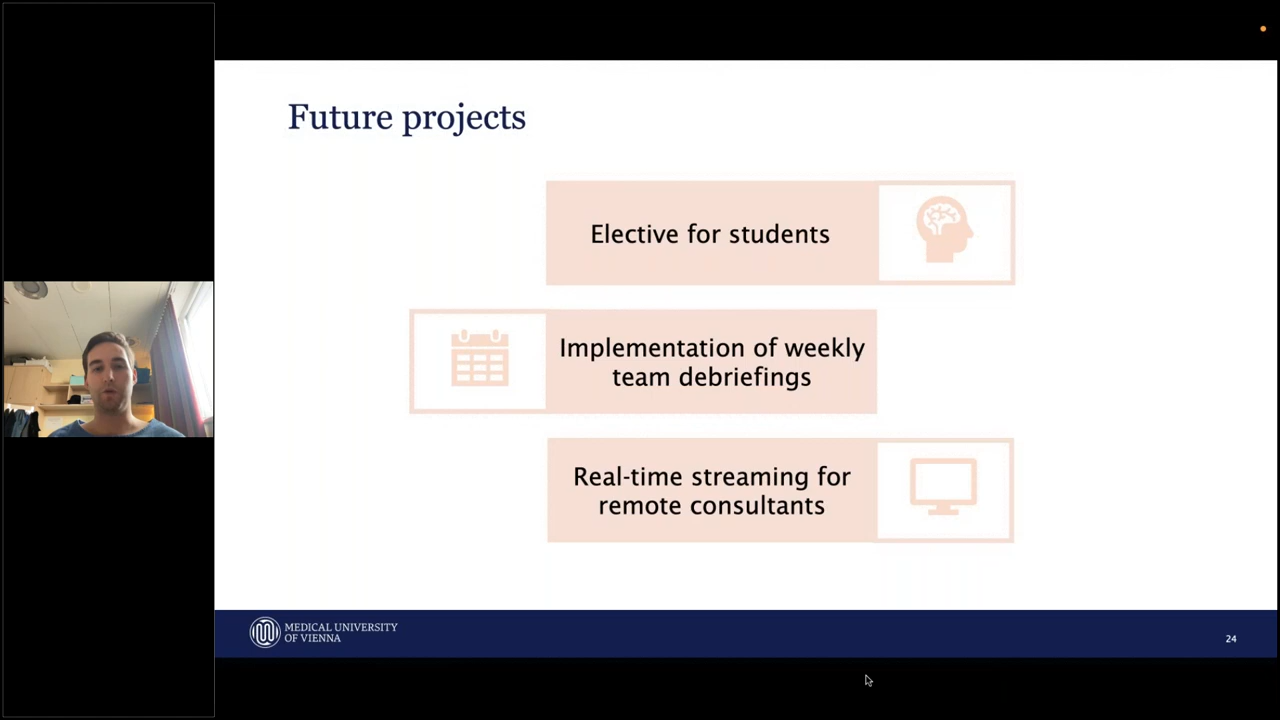 Future projects
Elective for students
Implementation of weekly
team debriefings
Real-time streaming for
remote consultants
MEDICAL UNIVERSITY
OF VIENNA
24